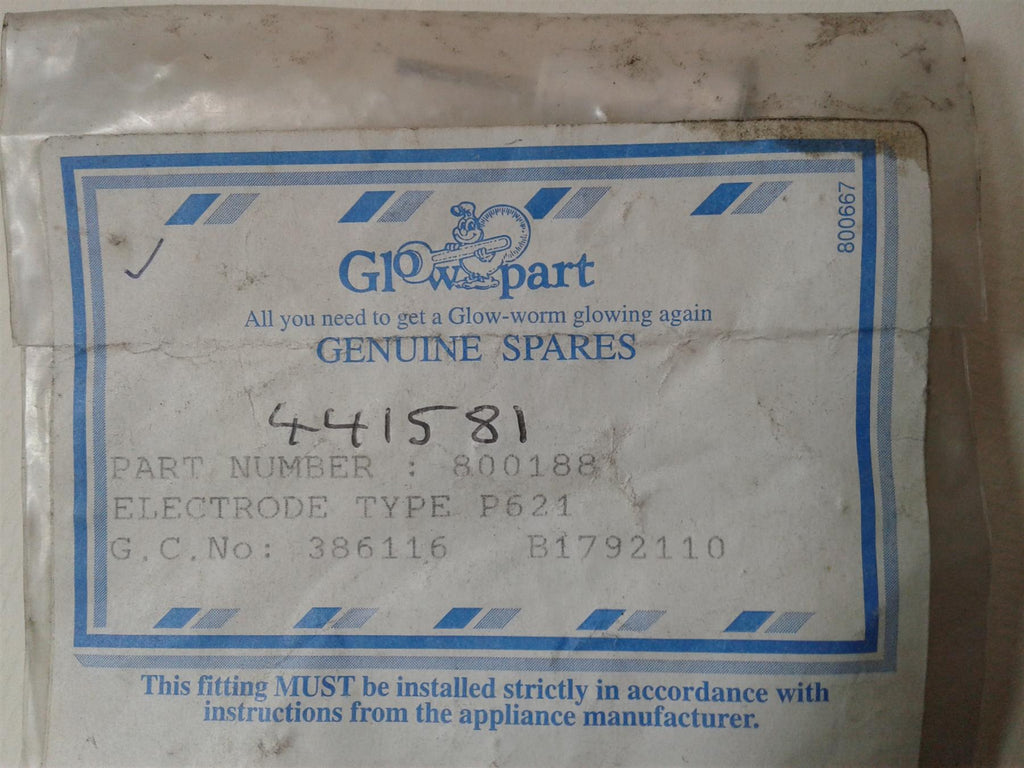 800667
Glow part
All you need to get a Glow-worm glowing again
GENUINE SPARES
441581
PART NUMBER : 800188
ELECTRODE TYPE P621
G.C.No: 386116 B1792110
This fitting MUST be installed strictly in accordance with
instructions from the appliance manufacturer.